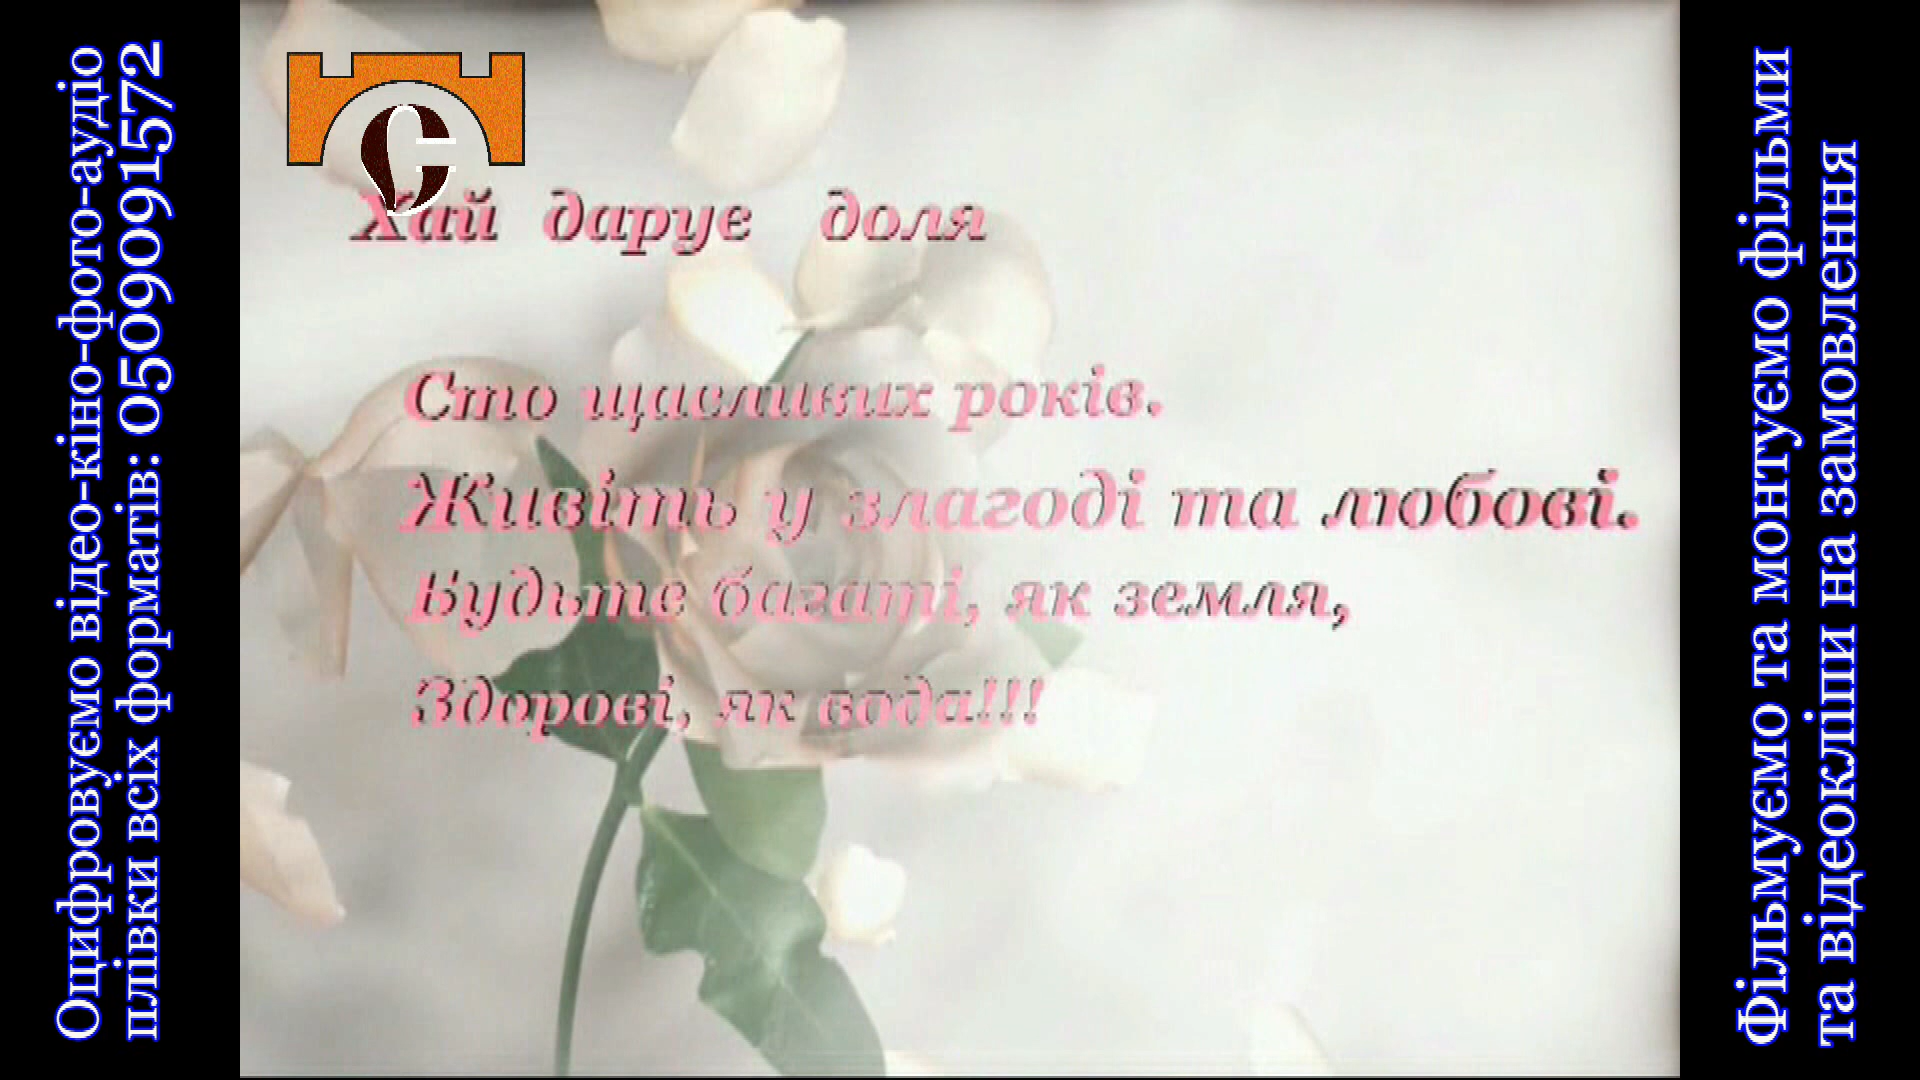 Оцифровуємо відео-кіно-фото-аудіо
плівки всіх форматів: 0509091572
С
Хай дарує доля
Сто щасливих років.
Живіть у злагоді та любові.
Будьте багаті, як земля,
Здорові, як вода!!!
Фільмуємо та монтуємо фільми
та відеокліпи на замовлення